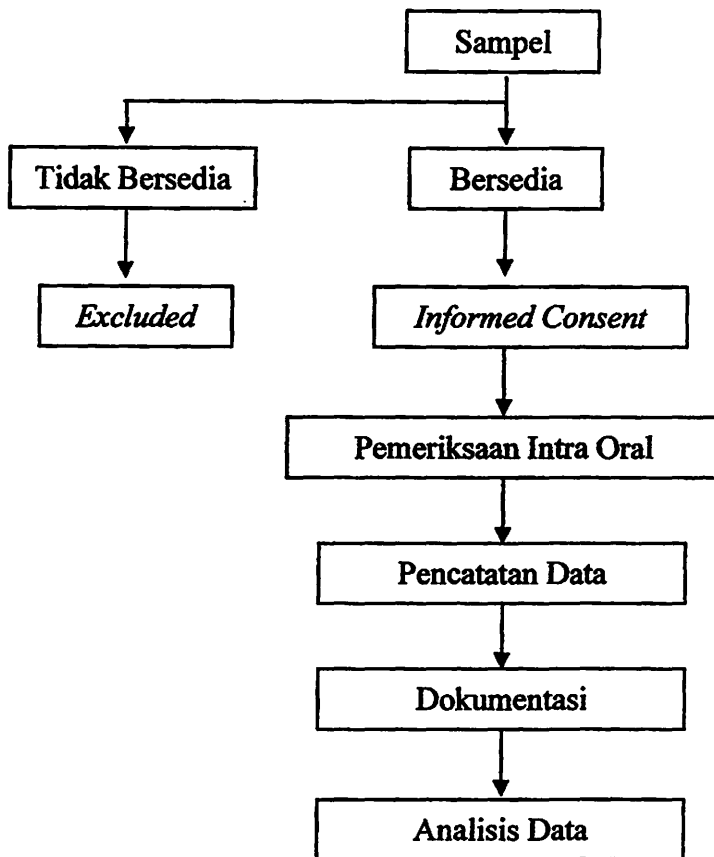 Sampel
Tidak Bersedia
Bersedia
Excluded
Informed Consent
Pemeriksaan Intra Oral
Pencatatan Data
Dokumentasi
Analisis Data